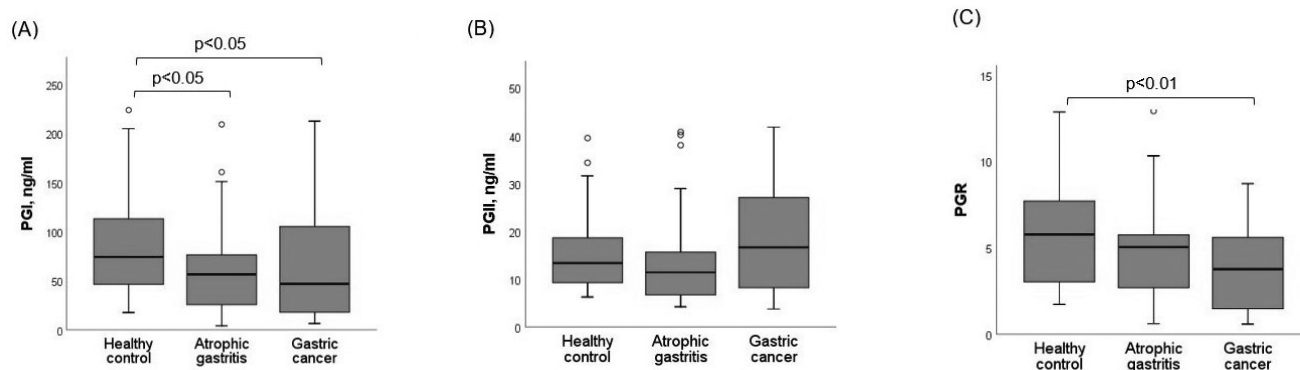 (A)
p<0.05
p<0.05
PGI, ng/ml
250
200
150
100
50
0
Healthy control
Atrophic gastritis
Gastric cancer
(B)
PGII, ng/ml
50
40
30
20
10
0
Healthy control
Atrophic gastritis
Gastric cancer
(C)
p<0.01
PGR
15
10
5
0
Healthy control
Atrophic gastritis
Gastric cancer